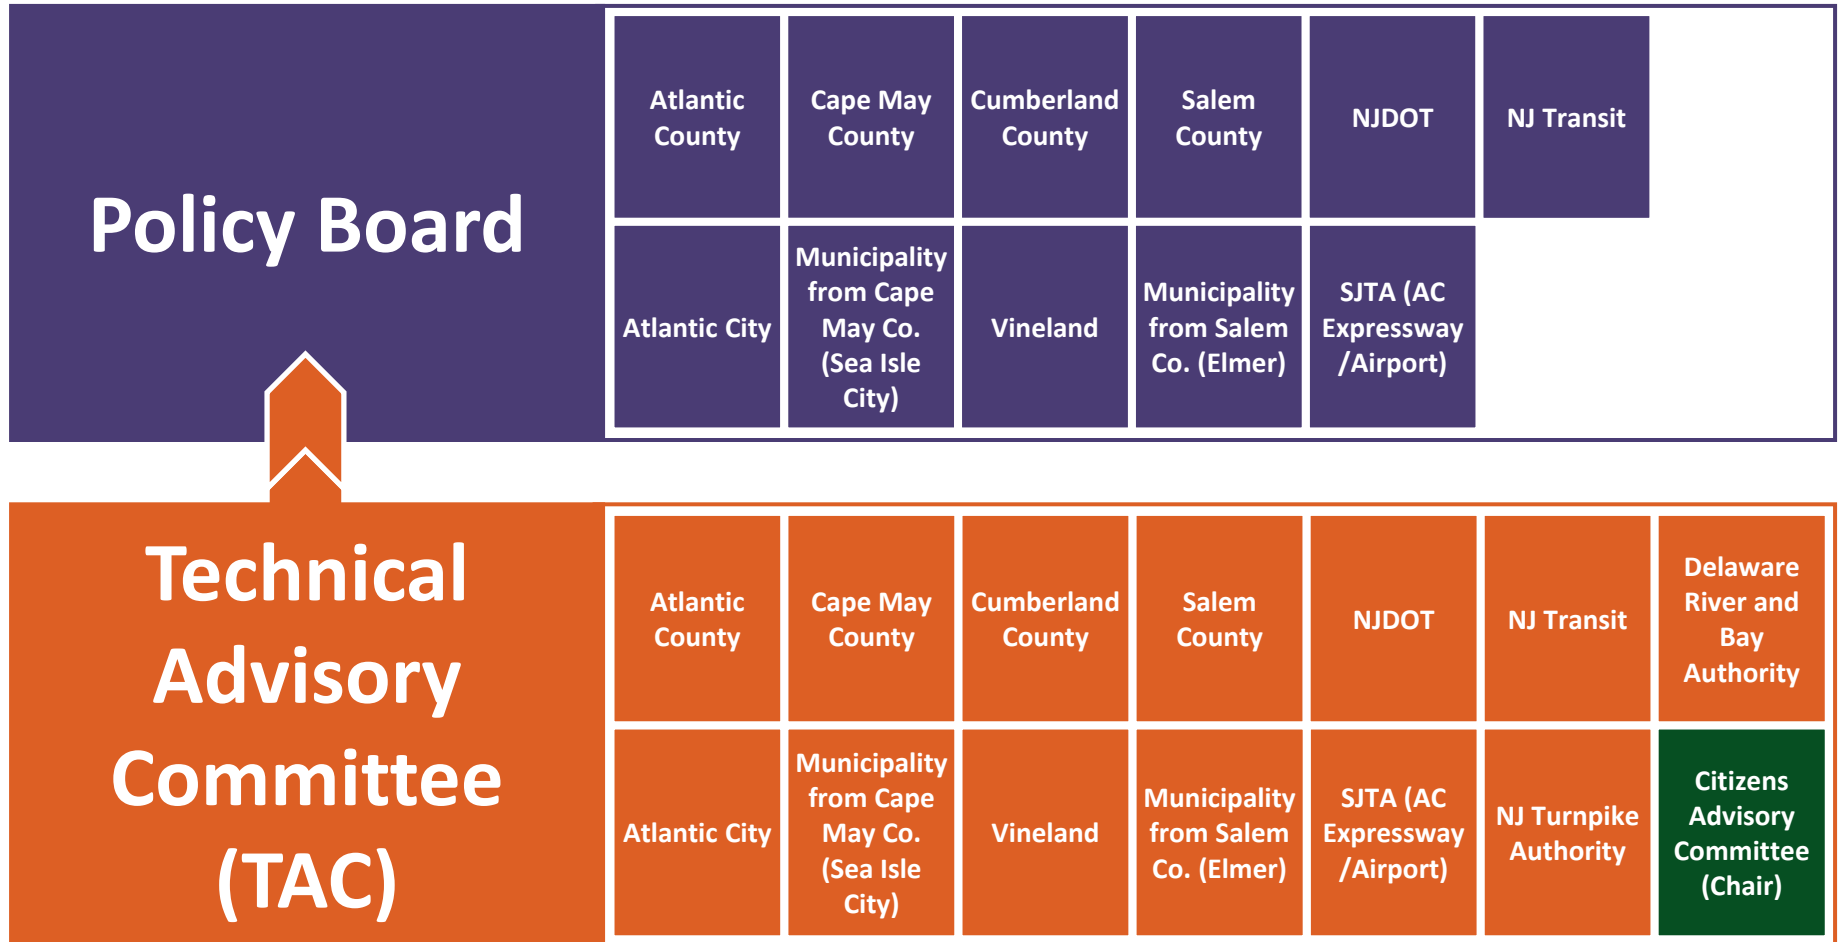 Policy Board
Atlantic
County
Cape May
County
Cumberland
County
Salem
County
NJDOT
NJ Transit
Atlantic City
Municipality
from Cape
May Co.
(Sea Isle
City)
Vineland
Municipality
from Salem
Co. (Elmer)
SJTA (AC
Expressway
/Airport)
Technical
Advisory
Committee
(TAC)
Atlantic
County
Cape May
County
Cumberland
County
Salem
County
NJDOT
NJ Transit
Delaware
River and
Bay
Authority
Atlantic City
Municipality
from Cape
May Co.
(Sea Isle
City)
Vineland
Municipality
from Salem
Co. (Elmer)
SJTA (AC
Expressway
/Airport)
NJ Turnpike
Authority
Citizens
Advisory
Committee
(Chair)